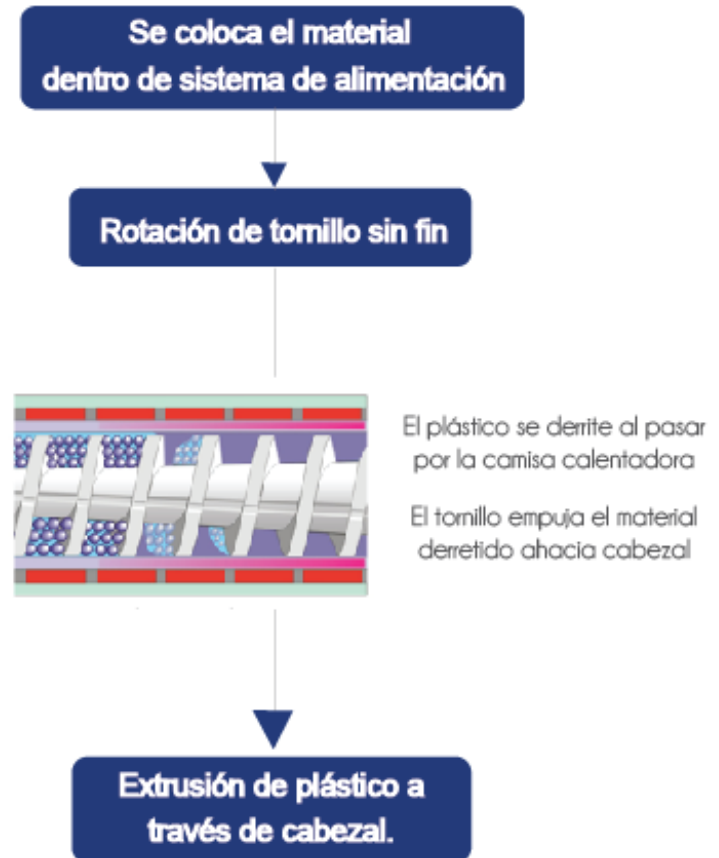 Se coloca el material
dentro de sistema de alimentación
Rotación de tornillo sin fin
El plástico se derrite al pasar
por la camisa calentadora
El tornillo empuja el material
derretido ahacia cabezal
Extrusión de plástico a
través de cabezal.